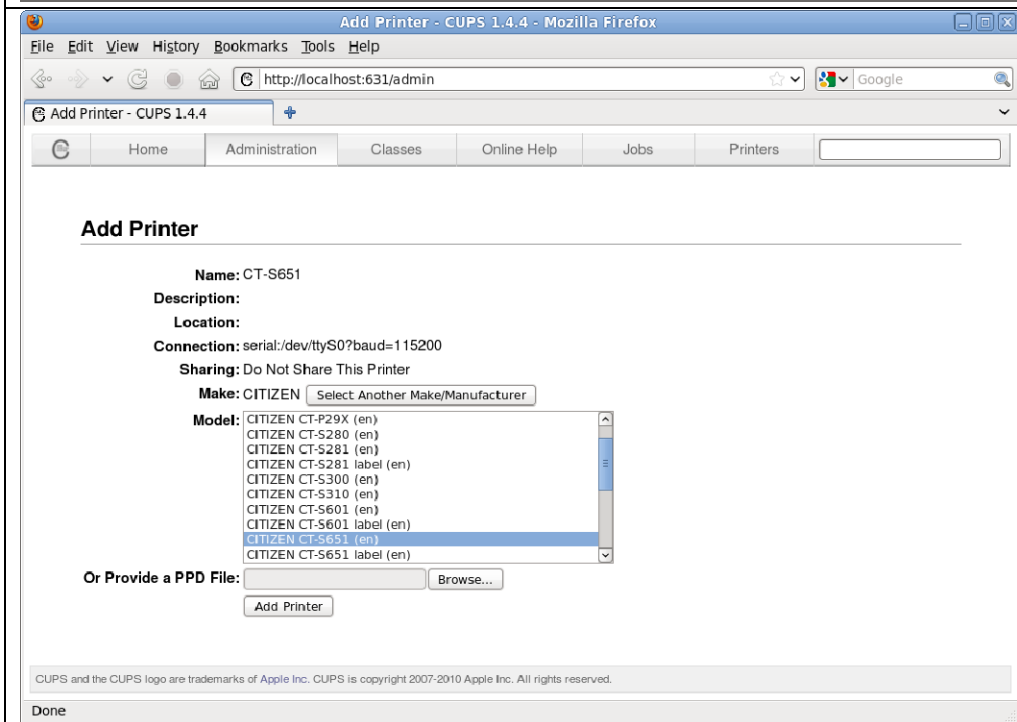 Add Printer - CUPS 1.4.4 - Mozilla Firefox
File Edit View History Bookmarks Tools Help
http://localhost:631/admin Google
Add Printer - CUPS 1.4.4
Home Administration Classes Online Help Jobs Printers
Add Printer
Name: CT-S651
Description:
Location:
Connection: serial:/dev/ttyS0?baud=115200
Sharing: Do Not Share This Printer
Make: CITIZEN Select Another Make/Manufacturer
Model: CITIZEN CT-P29X (en)
CITIZEN CT-S280 (en)
CITIZEN CT-S281 (en)
CITIZEN CT-S281 label (en)
CITIZEN CT-S300 (en)
CITIZEN CT-S310 (en)
CITIZEN CT-S601 (en)
CITIZEN CT-S601 label (en)
CITIZEN CT-S651 (en)
CITIZEN CT-S651 label (en)
Or Provide a PPD File: Browse...
Add Printer
CUPS and the CUPS logo are trademarks of Apple Inc. CUPS is copyright 2007-2010 Apple Inc. All rights reserved.
Done